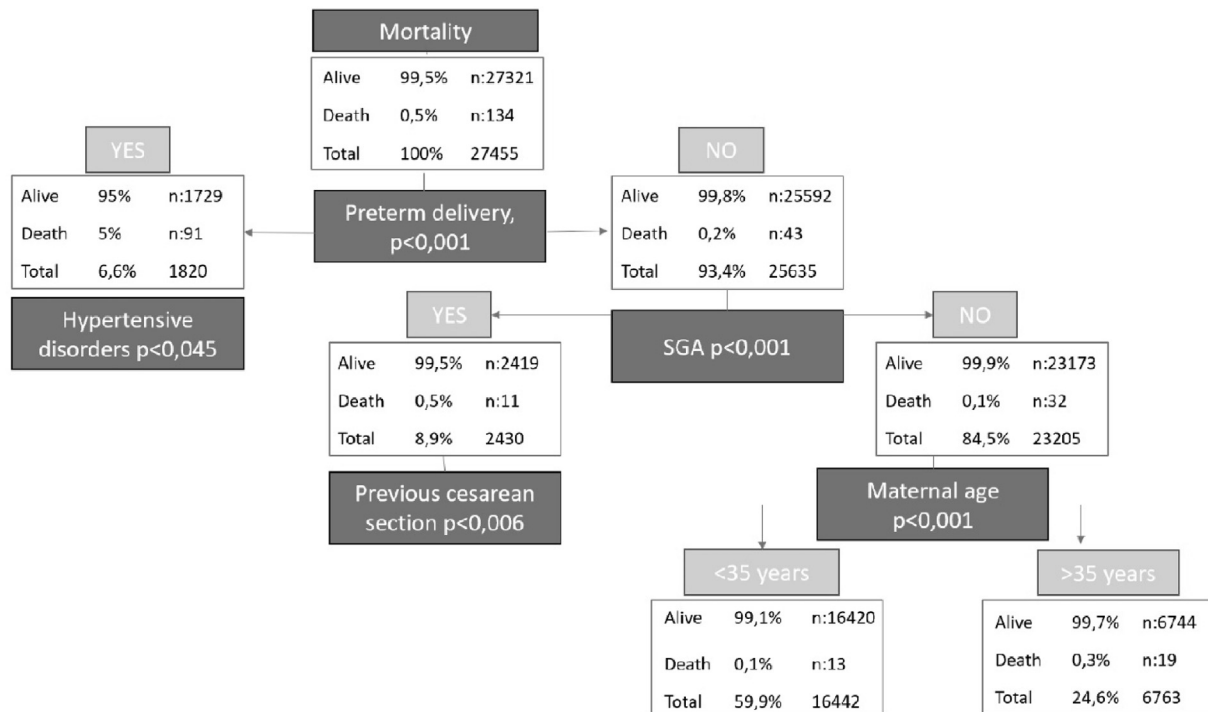 Mortality
Alive 99,5% n:27321
Death 0,5% n:134
Total 100% 27455
YES
Alive 95% n:1729
Death 5% n:91
Total 6,6% 1820
Preterm delivery,
p<0,001
NO
Alive 99,8% n:25592
Death 0,2% n:43
Total 93,4% 25635
Hypertensive
disorders p<0,045
YES
Alive 99,5% n:2419
Death 0,5% n:11
Total 8,9% 2430
SGA p<0,001
NO
Alive 99,9% n:23173
Death 0,1% n:32
Total 84,5% 23205
Previous cesarean
section p<0,006
Maternal age
p<0,001
<35 years
Alive 99,1% n:16420
Death 0,1% n:13
Total 59,9% 16442
>35 years
Alive 99,7% n:6744
Death 0,3% n:19
Total 24,6% 6763